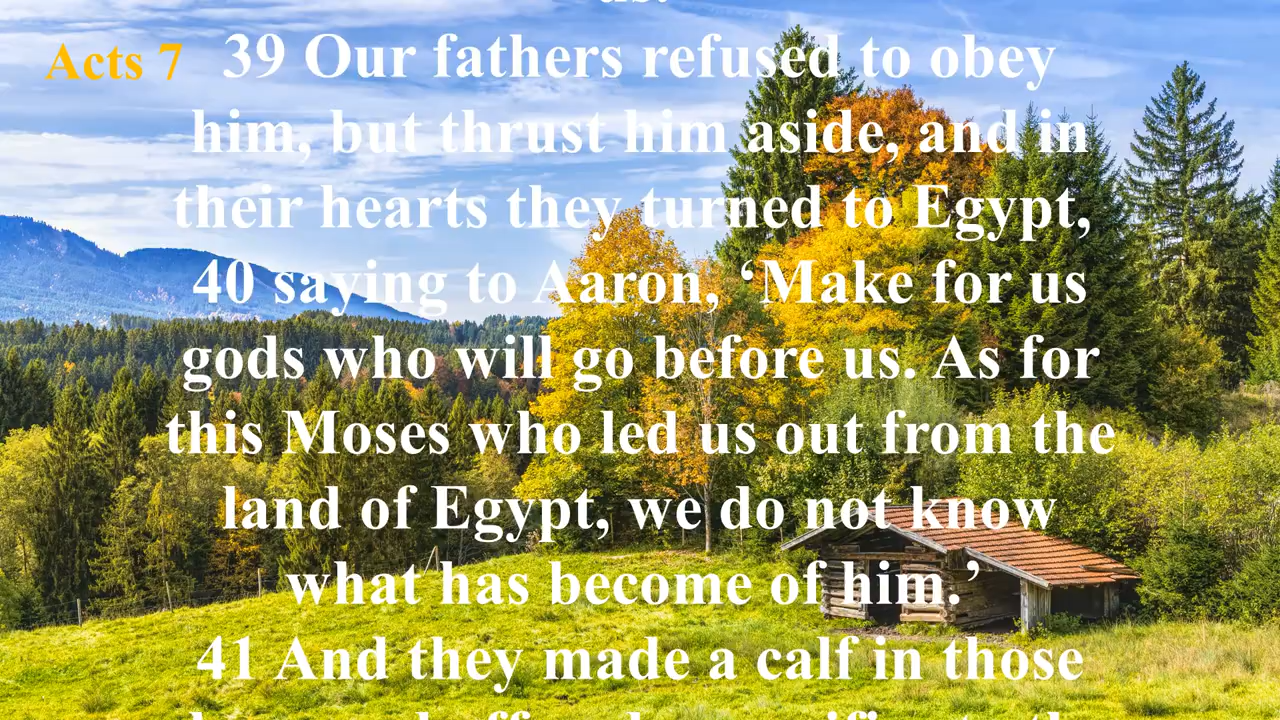 us.
Acts 7
39 Our fathers refused to obey
him, but thrust him aside, and in
their hearts they turned to Egypt,
40 saying to Aaron, ‘Make for us
gods who will go before us. As for
this Moses who led us out from the
land of Egypt, we do not know
what has become of him.’
41 And they made a calf in those